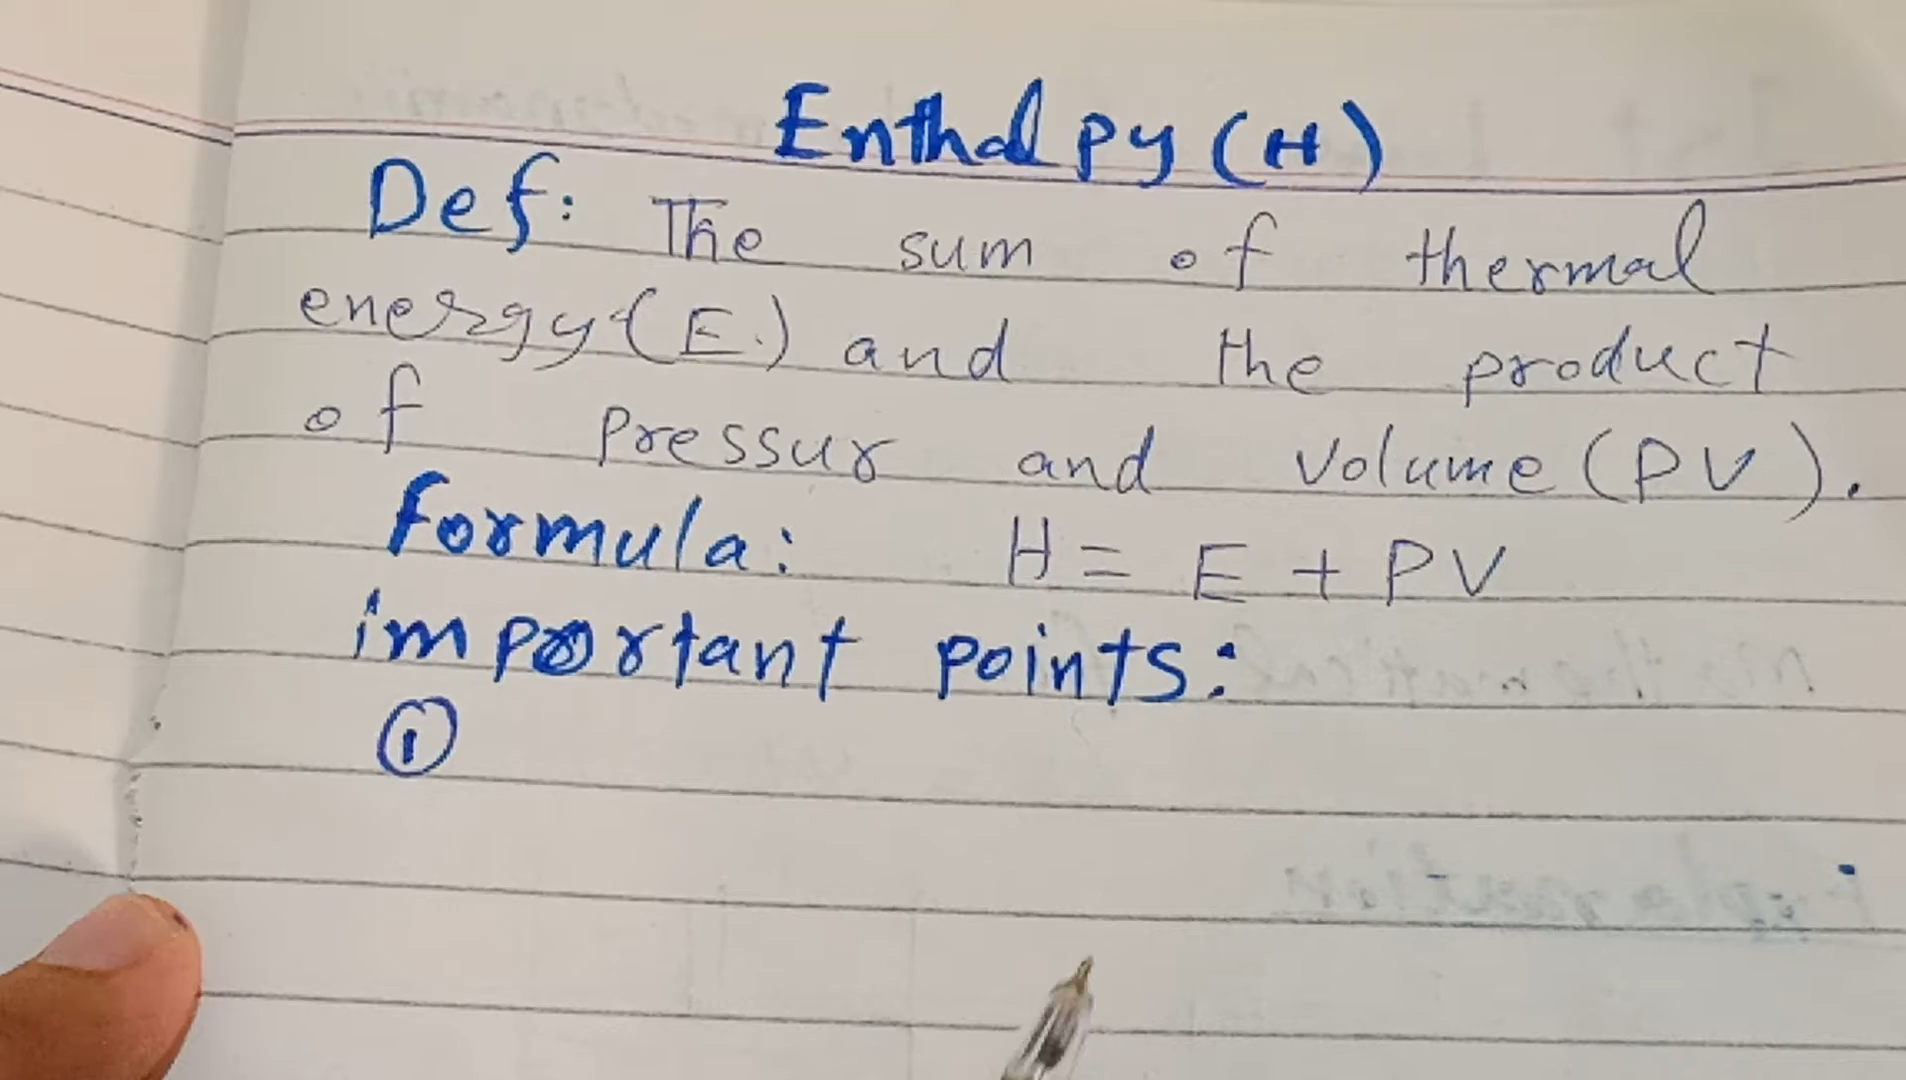 Enthalpy (H)
Def: The sum of thermal
energy (E.) and the product
of pressur and volume (PV).
formula: H = E + PV
important points:
①